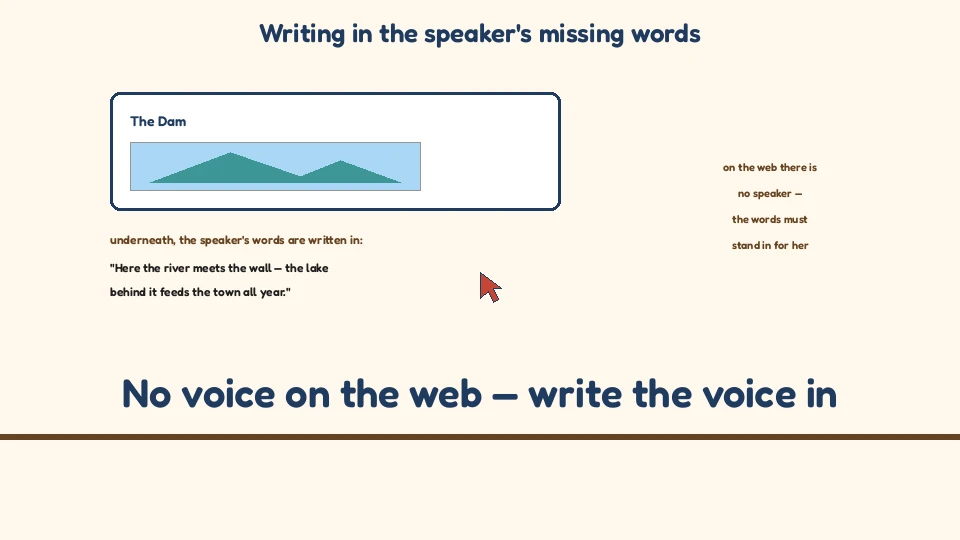 Writing in the speaker's missing words
The Dam
on the web there is
no speaker —
the words must
stand in for her
underneath, the speaker's words are written in:
"Here the river meets the wall — the lake
behind it feeds the town all year."
No voice on the web — write the voice in